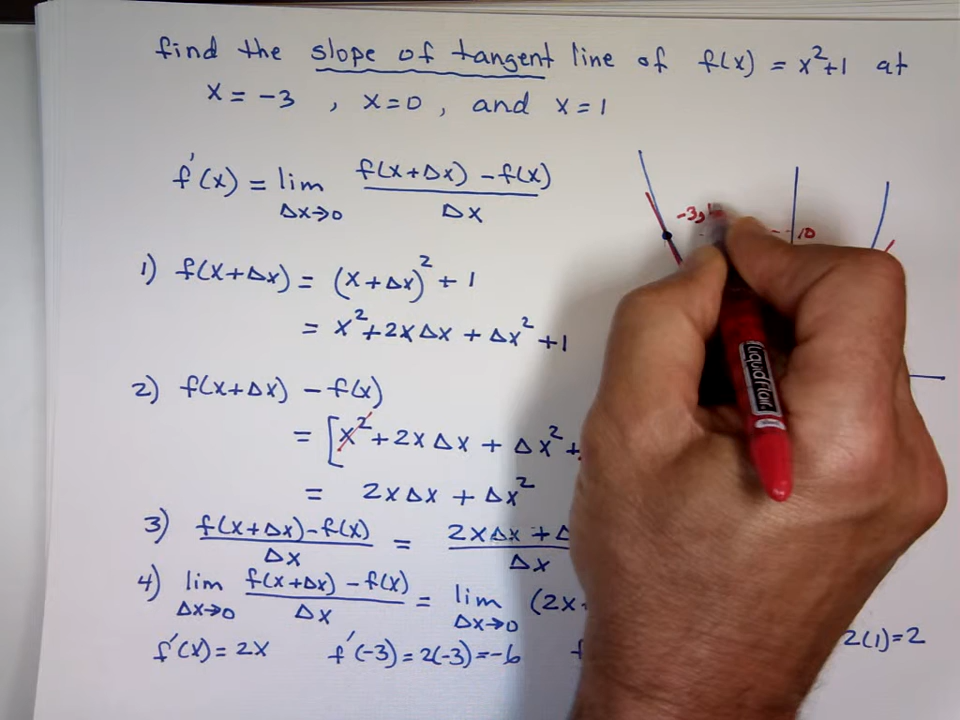 find the slope of tangent line of f(x) = x²+1 at
x = -3 , x=0 , and x=1
f'(x) = lim Δx→0 f(x+Δx) - f(x) / Δx
-3,
10
1) f(x+Δx) = (x+Δx)² + 1
= x²+2xΔx + Δx² +1
2) f(x+Δx) - f(x)
= [x²+2xΔx + Δx²+
= 2xΔx + Δx²
3) f(x+Δx)-f(x) / Δx = 2xΔx + Δ / Δx
4) lim Δx→0 f(x+Δx) - f(x) / Δx = lim Δx→0 (2x
f'(x) = 2x f'(-3) = 2(-3) = -6 f 2(1)=2
Liquid Flair